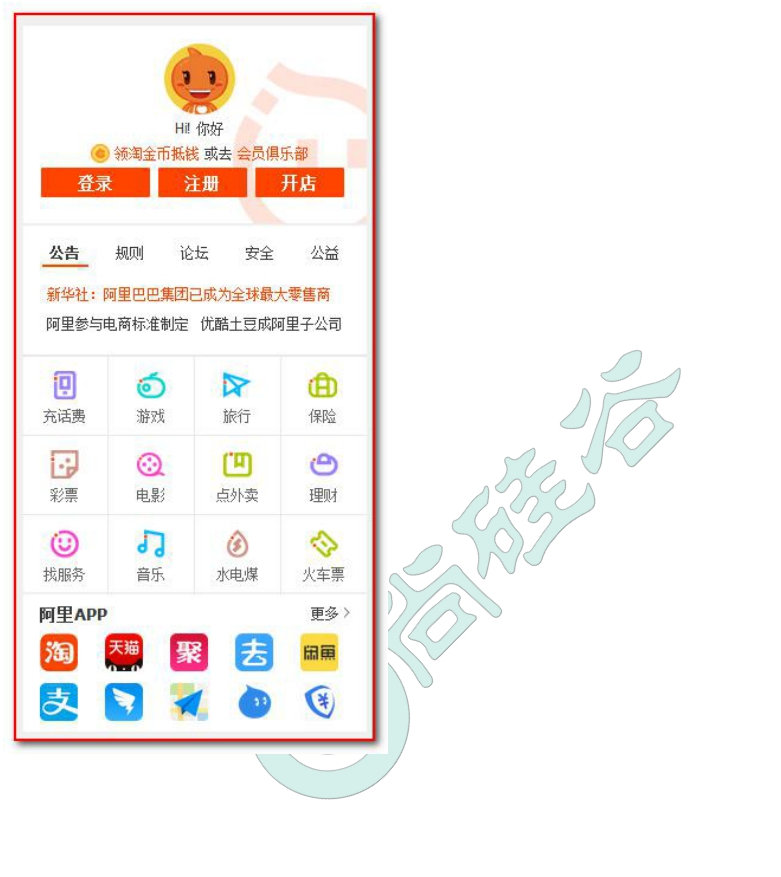 Hi! 你好
领淘金币抵钱 或去 会员俱乐部
登录 注册 开店
公告 规则 论坛 安全 公益
新华社：阿里巴巴集团已成为全球最大零售商
阿里参与电商标准制定 优酷土豆成阿里子公司
充话费 游戏 旅行 保险
彩票 电影 点外卖 理财
找服务 音乐 水电煤 火车票
阿里APP 更多 >
淘 天猫 聚 去 闲鱼
支
尚硅谷